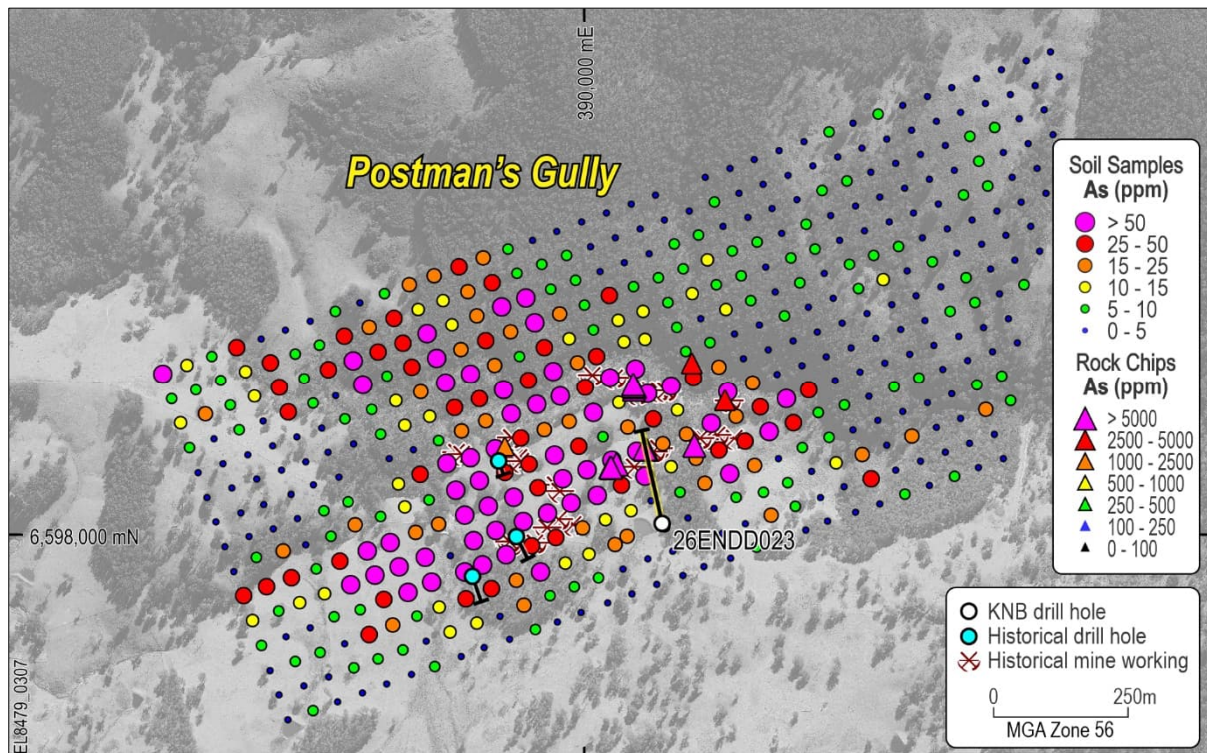 390,000 mE
Postman's Gully
Soil Samples
As (ppm)
> 50
25 - 50
15 - 25
10 - 15
5 - 10
0 - 5
Rock Chips
As (ppm)
> 5000
2500 - 5000
1000 - 2500
500 - 1000
250 - 500
100 - 250
0 - 100
6,598,000 mN
26ENDD023
KNB drill hole
Historical drill hole
Historical mine working
0 250m
MGA Zone 56
EL8479_0307